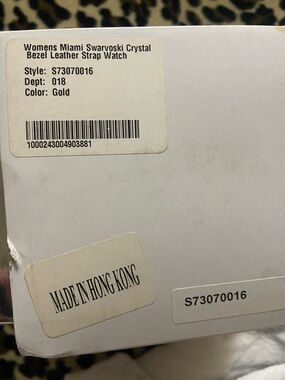 Womens Miami Swarvoski Crystal
Bezel Leather Strap Watch
Style: S73070016
Dept: 018
Color: Gold
1000243004903881
MADE IN HONG KONG
S73070016